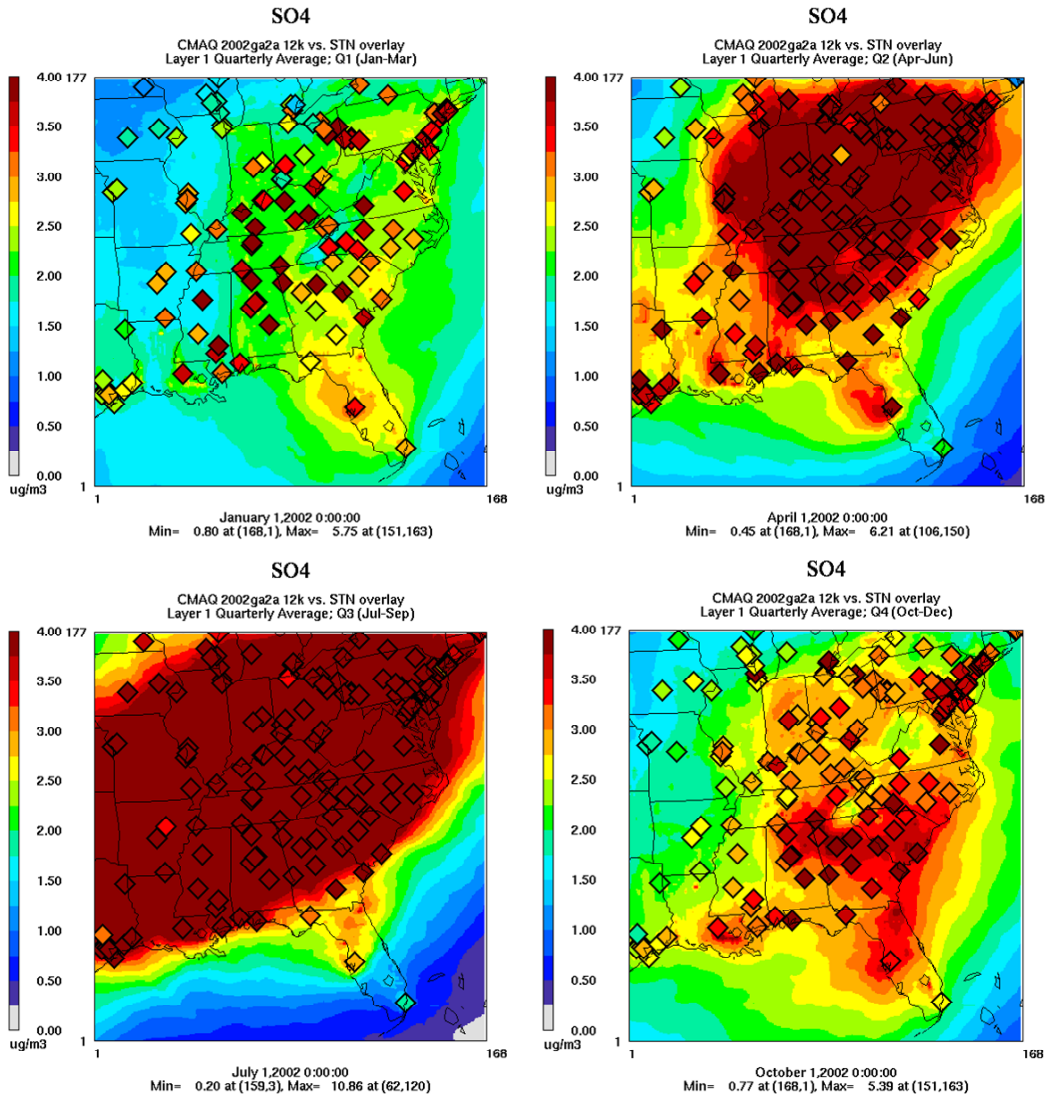 SO4
CMAQ 2002ga2a 12k vs. STN overlay
Layer 1 Quarterly Average; Q1 (Jan-Mar)
4.00 177
3.50
3.00
2.50
2.00
1.50
1.00
0.50
0.00
ug/m3
1
1
168
January 1,2002 0:00:00
Min= 0.80 at (168,1), Max= 5.75 at (151,163)
SO4
CMAQ 2002ga2a 12k vs. STN overlay
Layer 1 Quarterly Average; Q2 (Apr-Jun)
4.00 177
3.50
3.00
2.50
2.00
1.50
1.00
0.50
0.00
ug/m3
1
1
168
April 1,2002 0:00:00
Min= 0.45 at (168,1), Max= 6.21 at (106,150)
SO4
CMAQ 2002ga2a 12k vs. STN overlay
Layer 1 Quarterly Average; Q3 (Jul-Sep)
4.00 177
3.50
3.00
2.50
2.00
1.50
1.00
0.50
0.00
ug/m3
1
1
168
July 1,2002 0:00:00
Min= 0.20 at (159,3), Max= 10.86 at (62,120)
SO4
CMAQ 2002ga2a 12k vs. STN overlay
Layer 1 Quarterly Average; Q4 (Oct-Dec)
4.00 177
3.50
3.00
2.50
2.00
1.50
1.00
0.50
0.00
ug/m3
1
1
168
October 1,2002 0:00:00
Min= 0.77 at (168,1), Max= 5.39 at (151,163)